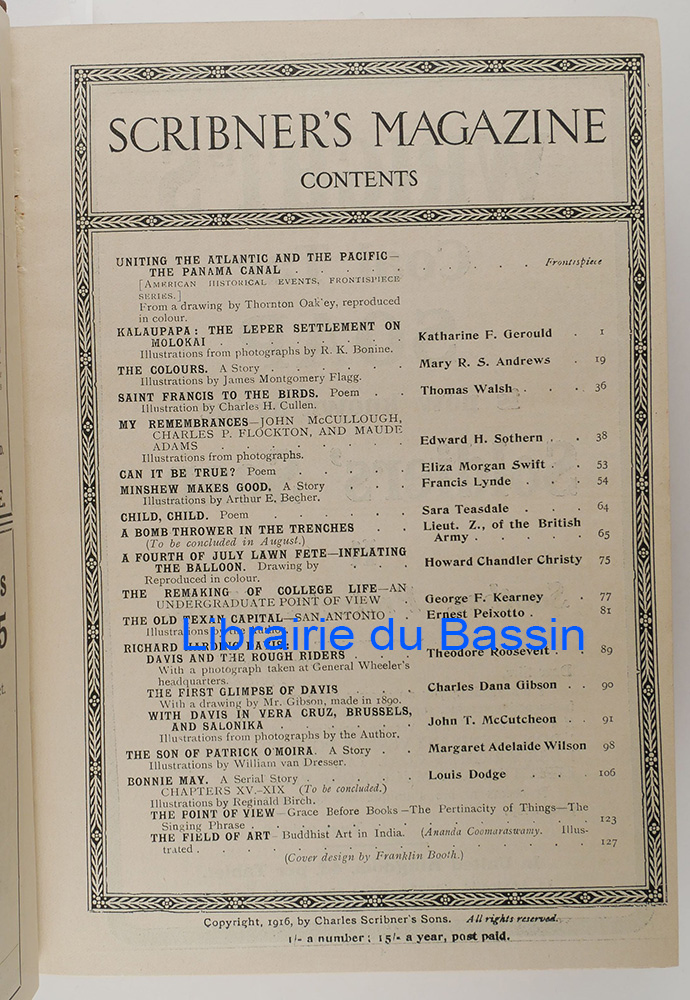 SCRIBNER'S MAGAZINE
CONTENTS
UNITING THE ATLANTIC AND THE PACIFIC—
THE PANAMA CANAL . . . . . . . . . . Frontispiece
[AMERICAN HISTORICAL EVENTS, FRONTISPIECE
SERIES.]
From a drawing by Thornton Oakley, reproduced
in colour.
KALAUPAPA: THE LEPER SETTLEMENT ON
MOLOKAI . . . . . . . Katharine F. Gerould . 1
Illustrations from photographs by R. K. Bonine.
THE COLOURS. A Story . . . . . . Mary R. S. Andrews . 19
Illustrations by James Montgomery Flagg.
SAINT FRANCIS TO THE BIRDS. Poem . . Thomas Walsh . . . 36
Illustration by Charles H. Cullen.
MY REMEMBRANCES—JOHN McCULLOUGH,
CHARLES P. FLOCKTON, AND MAUDE
ADAMS . . . . . . . . Edward H. Sothern . . 38
Illustrations from photographs.
CAN IT BE TRUE? Poem . . . . . Eliza Morgan Swift . . 53
MINSHEW MAKES GOOD. A Story . . . Francis Lynde . . . 54
Illustrations by Arthur E. Becher.
CHILD, CHILD. Poem . . . . . . Sara Teasdale . . . 64
A BOMB-THROWER IN THE TRENCHES . . Lieut. Z., of the British
(To be concluded in August.) Army . . . . . 65
A FOURTH OF JULY LAWN FETE—INFLATING
THE BALLOON. Drawing by . . . Howard Chandler Christy 75
Reproduced in colour.
THE REMAKING OF COLLEGE LIFE—AN
UNDERGRADUATE POINT OF VIEW . . George F. Kearney . . 77
THE OLD TEXAN CAPITAL—SAN ANTONIO . . Ernest Peixotto . . . 81
Illustrations by the Author.
Librairie du Bassin
RICHARD HARDING DAVIS:
DAVIS AND THE ROUGH RIDERS . . . Theodore Roosevelt . . 89
With a photograph taken at General Wheeler's
headquarters.
THE FIRST GLIMPSE OF DAVIS . . . Charles Dana Gibson . . 90
With a drawing by Mr. Gibson, made in 1890.
WITH DAVIS IN VERA CRUZ, BRUSSELS,
AND SALONIKA . . . . . . John T. McCutcheon . . 91
Illustrations from photographs by the Author.
THE SON OF PATRICK O'MOIRA. A Story . . Margaret Adelaide Wilson 98
Illustrations by William van Dresser.
BONNIE MAY. A Serial Story . . . . . Louis Dodge . . . 106
CHAPTERS XV.-XIX (To be concluded.)
Illustrations by Reginald Birch.
THE POINT OF VIEW—Grace Before Books—The Pertinacity of Things—The
Singing Phrase . . . . . . . . . . . 123
THE FIELD OF ART—Buddhist Art in India. (Ananda Coomaraswamy. Illus-
trated . . . . . . . . . . . . 127
(Cover design by Franklin Booth.)
Copyright, 1916, by Charles Scribner's Sons. All rights reserved.
1/- a number; 15/- a year, post paid.